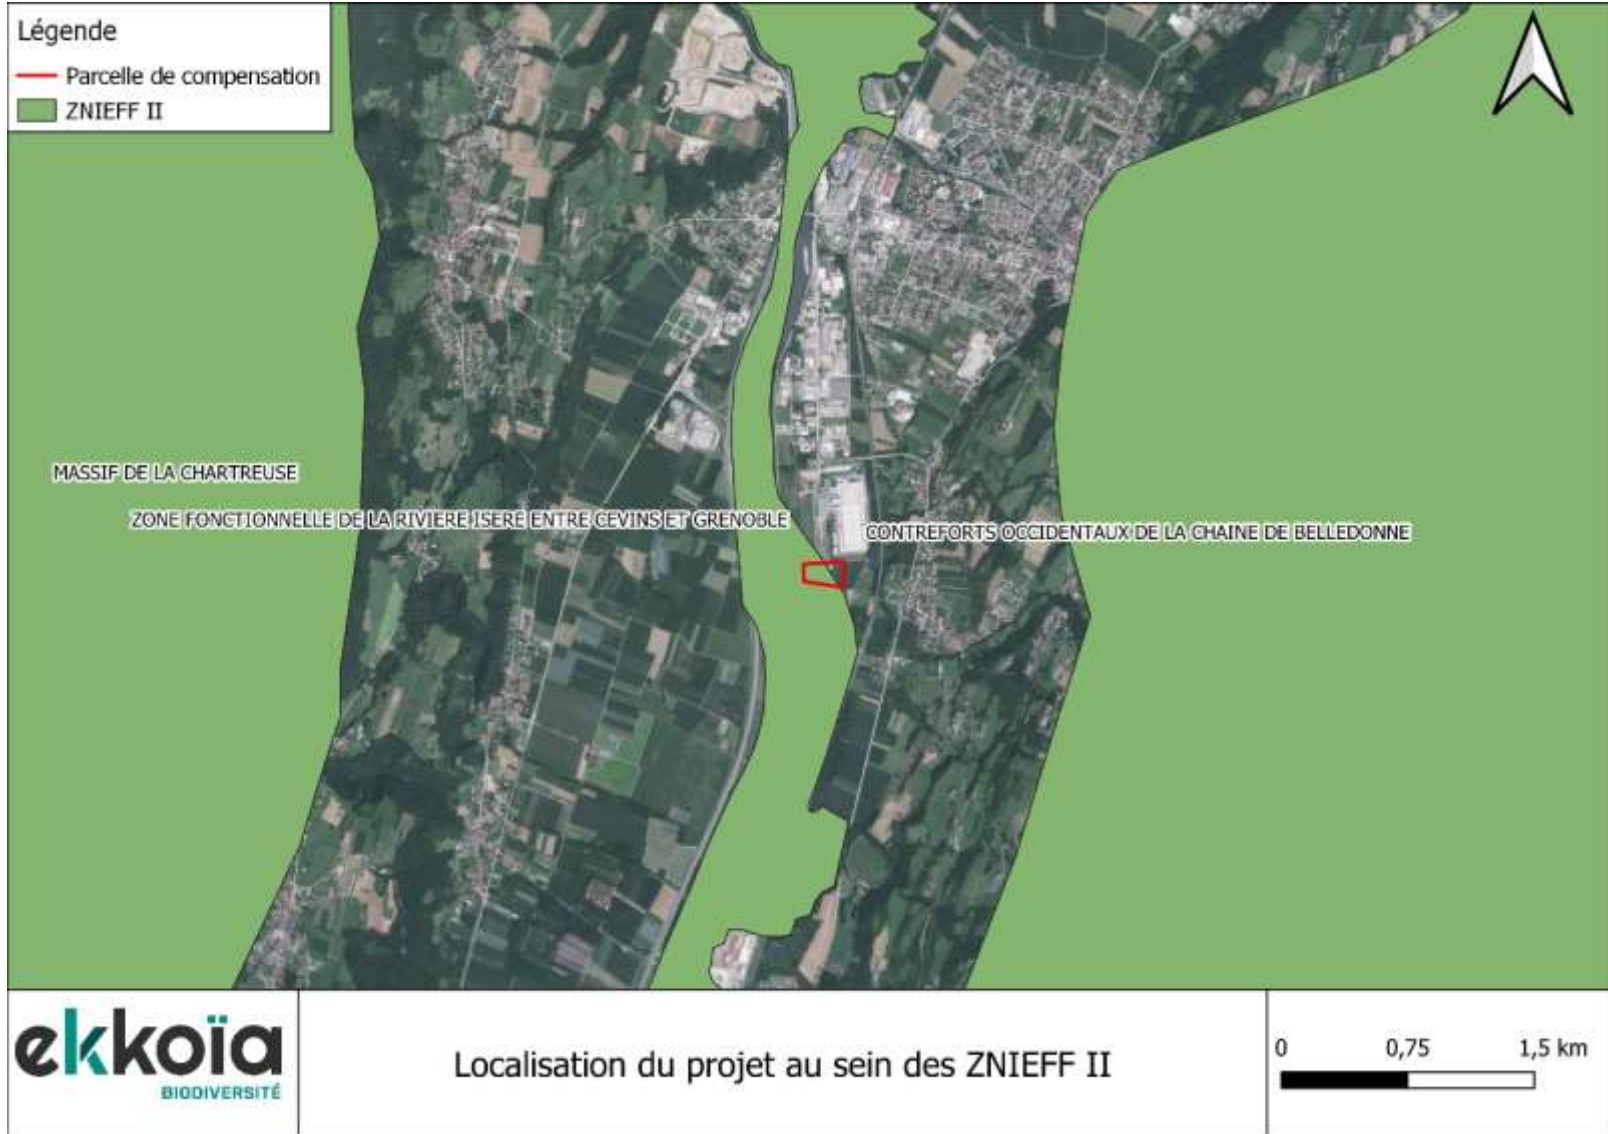 Légende
Parcelle de compensation
ZNIEFF II
MASSIF DE LA CHARTREUSE
ZONE FONCTIONNELLE DE LA RIVIERE ISERE ENTRE CEVINS ET GRENOBLE
CONTREFORTS OCCIDENTAUX DE LA CHAINE DE BELLEDONNE
ekkoïa
BIODIVERSITÉ
Localisation du projet au sein des ZNIEFF II
0 0,75 1,5 km